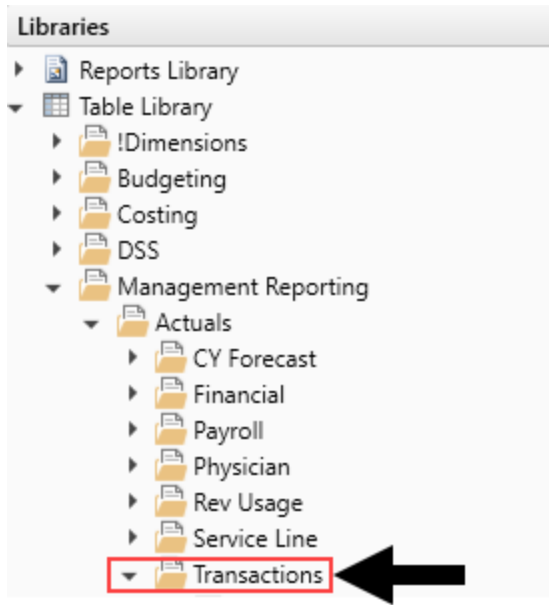 Libraries
Reports Library
Table Library
!Dimensions
Budgeting
Costing
DSS
Management Reporting
Actuals
CY Forecast
Financial
Payroll
Physician
Rev Usage
Service Line
Transactions